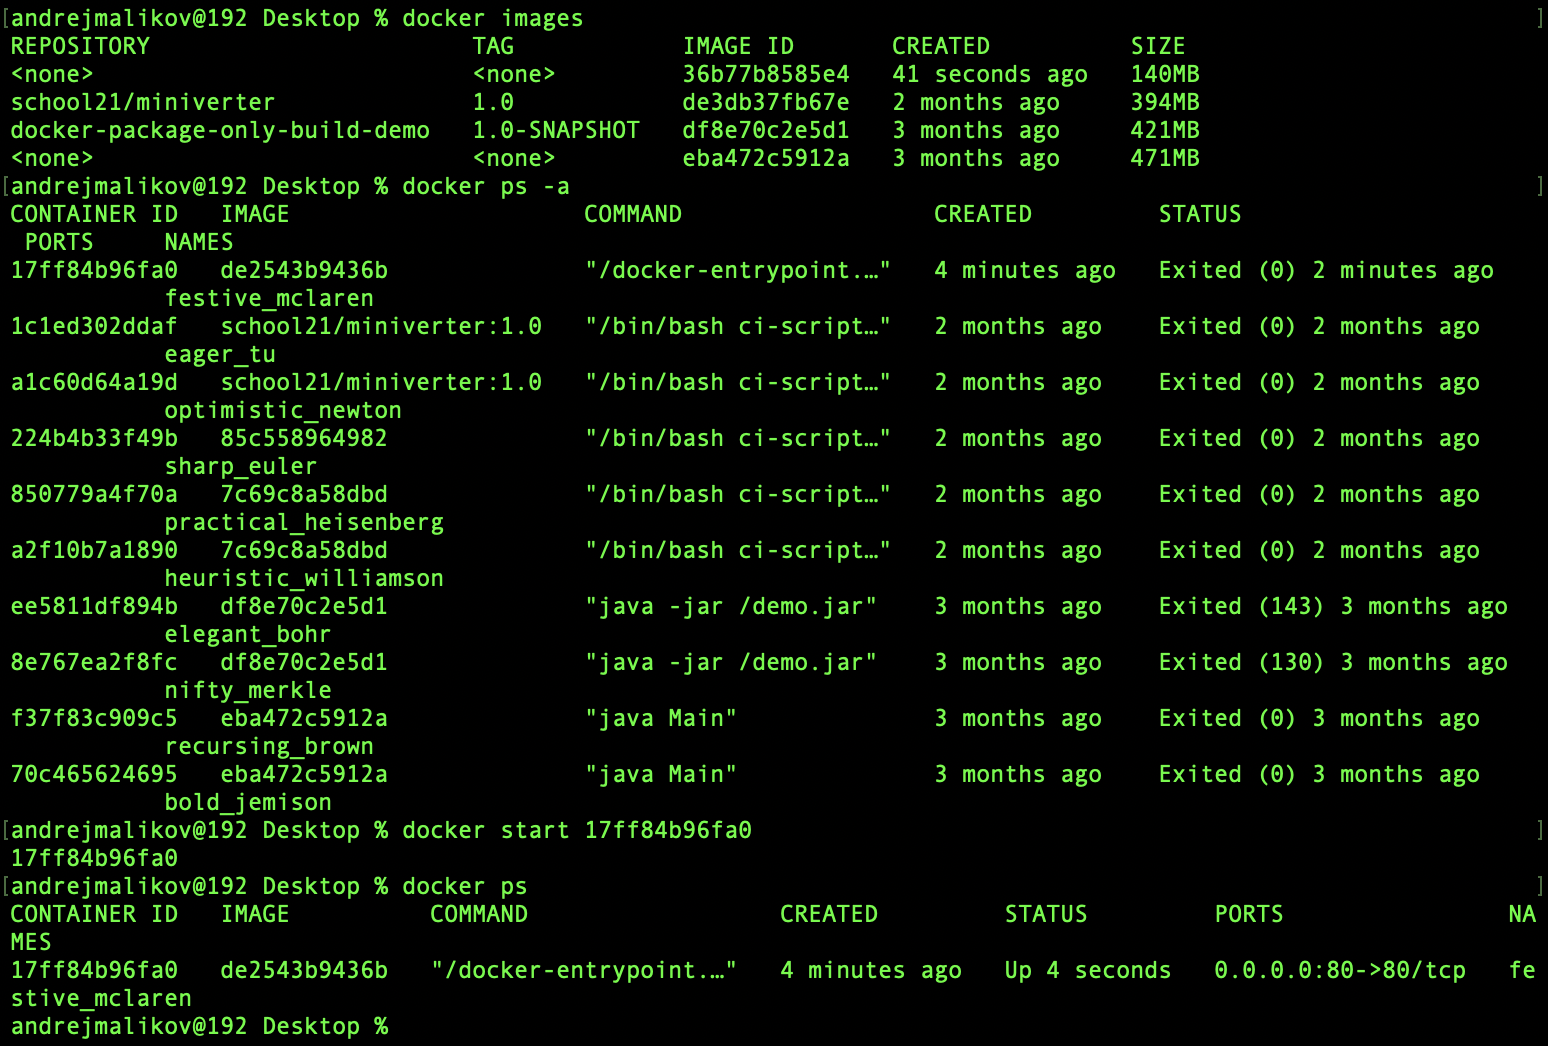 [andrejmalikov@192 Desktop % docker images ]
REPOSITORY TAG IMAGE ID CREATED SIZE
<none> <none> 36b77b8585e4 41 seconds ago 140MB
school21/miniverter 1.0 de3db37fb67e 2 months ago 394MB
docker-package-only-build-demo 1.0-SNAPSHOT df8e70c2e5d1 3 months ago 421MB
<none> <none> eba472c5912a 3 months ago 471MB
[andrejmalikov@192 Desktop % docker ps -a ]
CONTAINER ID IMAGE COMMAND CREATED STATUS
PORTS NAMES
17ff84b96fa0 de2543b9436b "/docker-entrypoint.…" 4 minutes ago Exited (0) 2 minutes ago
festive_mclaren
1c1ed302ddaf school21/miniverter:1.0 "/bin/bash ci-script…" 2 months ago Exited (0) 2 months ago
eager_tu
a1c60d64a19d school21/miniverter:1.0 "/bin/bash ci-script…" 2 months ago Exited (0) 2 months ago
optimistic_newton
224b4b33f49b 85c558964982 "/bin/bash ci-script…" 2 months ago Exited (0) 2 months ago
sharp_euler
850779a4f70a 7c69c8a58dbd "/bin/bash ci-script…" 2 months ago Exited (0) 2 months ago
practical_heisenberg
a2f10b7a1890 7c69c8a58dbd "/bin/bash ci-script…" 2 months ago Exited (0) 2 months ago
heuristic_williamson
ee5811df894b df8e70c2e5d1 "java -jar /demo.jar" 3 months ago Exited (143) 3 months ago
elegant_bohr
8e767ea2f8fc df8e70c2e5d1 "java -jar /demo.jar" 3 months ago Exited (130) 3 months ago
nifty_merkle
f37f83c909c5 eba472c5912a "java Main" 3 months ago Exited (0) 3 months ago
recursing_brown
70c465624695 eba472c5912a "java Main" 3 months ago Exited (0) 3 months ago
bold_jemison
[andrejmalikov@192 Desktop % docker start 17ff84b96fa0 ]
17ff84b96fa0
[andrejmalikov@192 Desktop % docker ps ]
CONTAINER ID IMAGE COMMAND CREATED STATUS PORTS NA
MES
17ff84b96fa0 de2543b9436b "/docker-entrypoint.…" 4 minutes ago Up 4 seconds 0.0.0.0:80->80/tcp fe
stive_mclaren
andrejmalikov@192 Desktop %